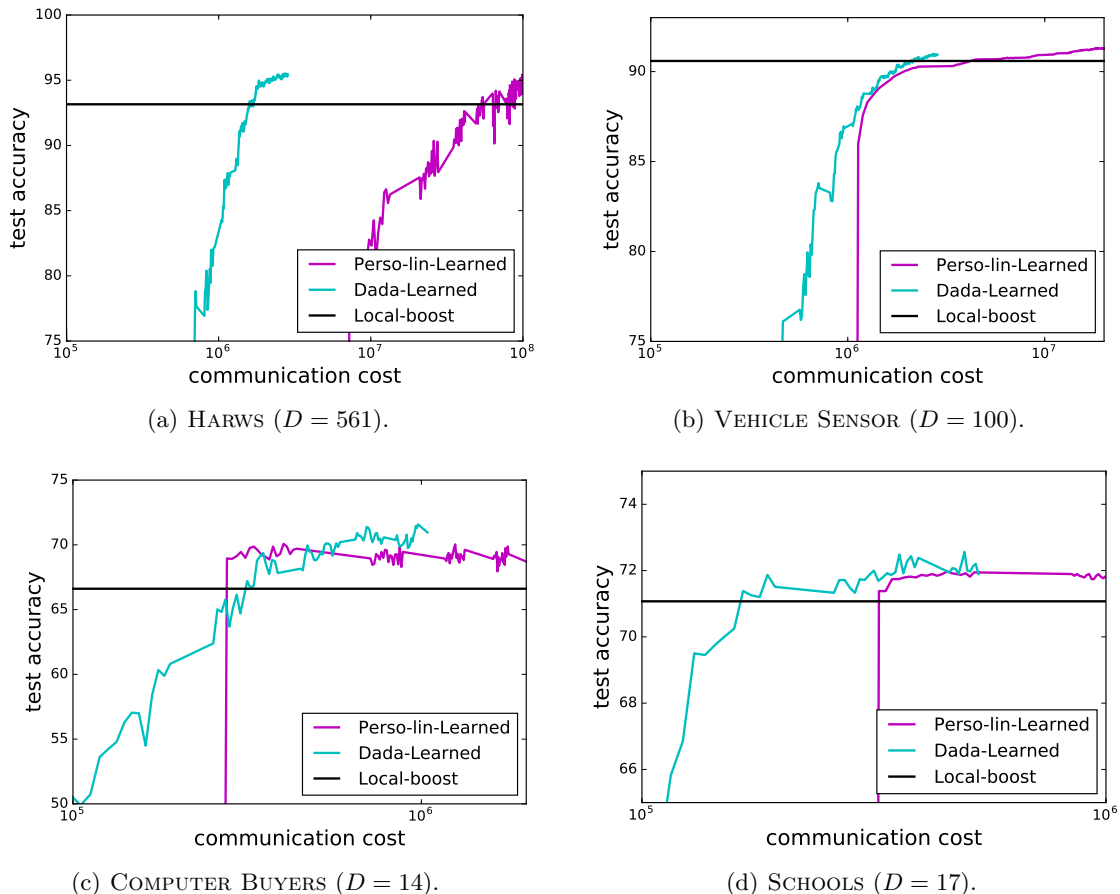 100
95
90
85
80
75
test accuracy
Perso-lin-Learned
Dada-Learned
Local-boost
10^5
10^6
10^7
10^8
communication cost
(a) HARWS (D = 561).
90
85
80
75
test accuracy
Perso-lin-Learned
Dada-Learned
Local-boost
10^5
10^6
10^7
communication cost
(b) VEHICLE SENSOR (D = 100).
75
70
65
60
55
50
test accuracy
Perso-lin-Learned
Dada-Learned
Local-boost
10^5
10^6
communication cost
(c) COMPUTER BUYERS (D = 14).
74
72
70
68
66
test accuracy
Perso-lin-Learned
Dada-Learned
Local-boost
10^5
10^6
communication cost
(d) SCHOOLS (D = 17).